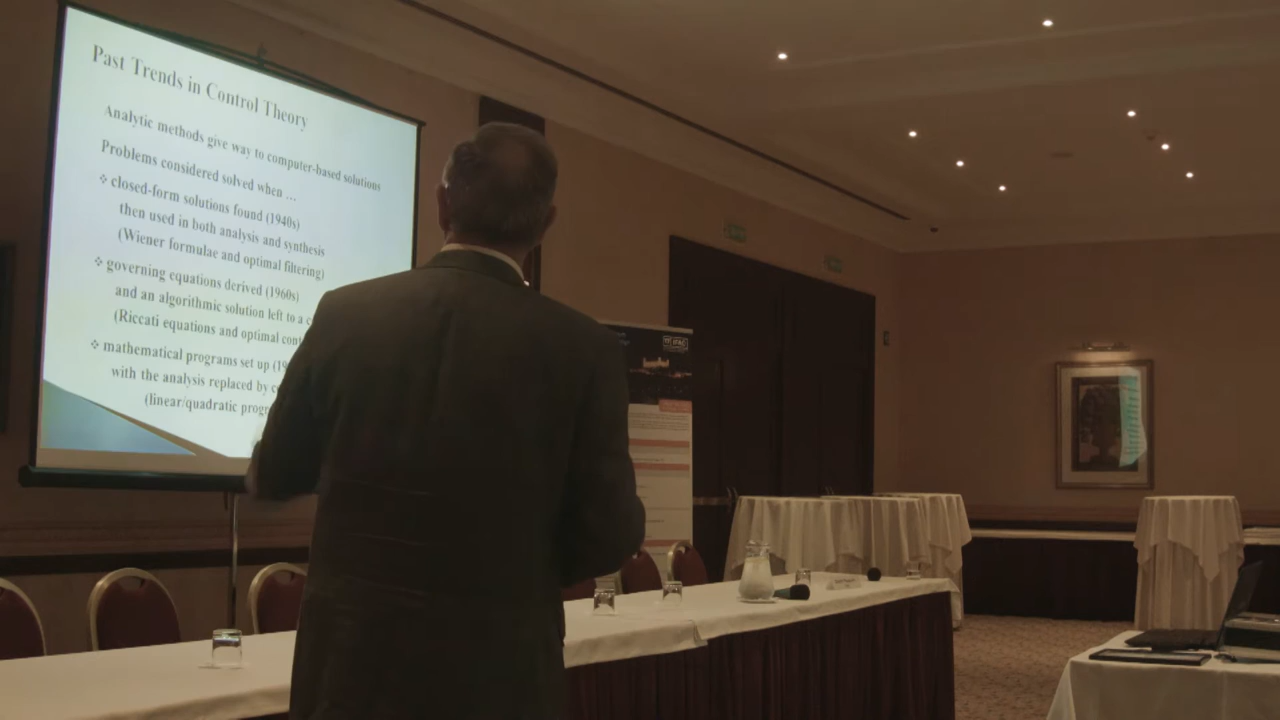 Past Trends in Control Theory
Analytic methods give way to computer-based solutions
Problems considered solved when ...
❖ closed-form solutions found (1940s)
then used in both analysis and synthesis
(Wiener formulae and optimal filtering)
❖ governing equations derived (1960s)
and an algorithmic solution left to a
(Riccati equations and optimal
❖ mathematical programs set up
with the analysis replaced by
(linear/quadratic
IFAC